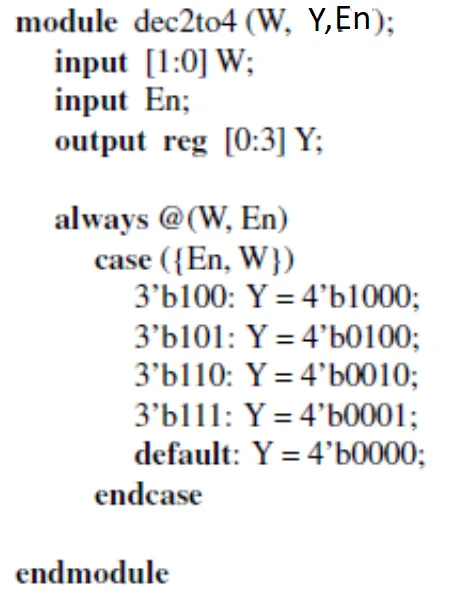 module dec2to4 (W, Y,En);
input [1:0] W;
input En;
output reg [0:3] Y;
always @(W, En)
case ({En, W})
3’b100: Y = 4’b1000;
3’b101: Y = 4’b0100;
3’b110: Y = 4’b0010;
3’b111: Y = 4’b0001;
default: Y = 4’b0000;
endcase
endmodule